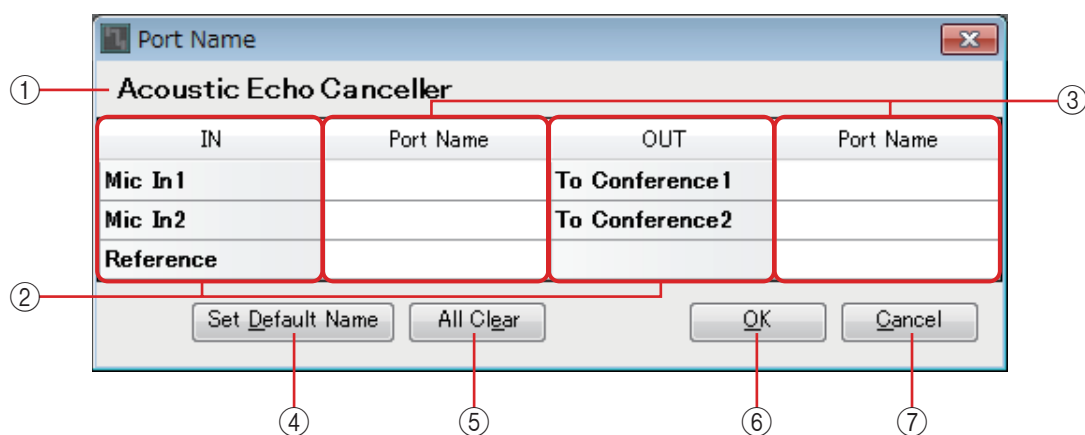 Port Name
① Acoustic Echo Canceller ③
IN Port Name OUT Port Name
Mic In1 To Conference1
Mic In2 To Conference2
Reference
②
Set Default Name All Clear OK Cancel
④ ⑤ ⑥ ⑦